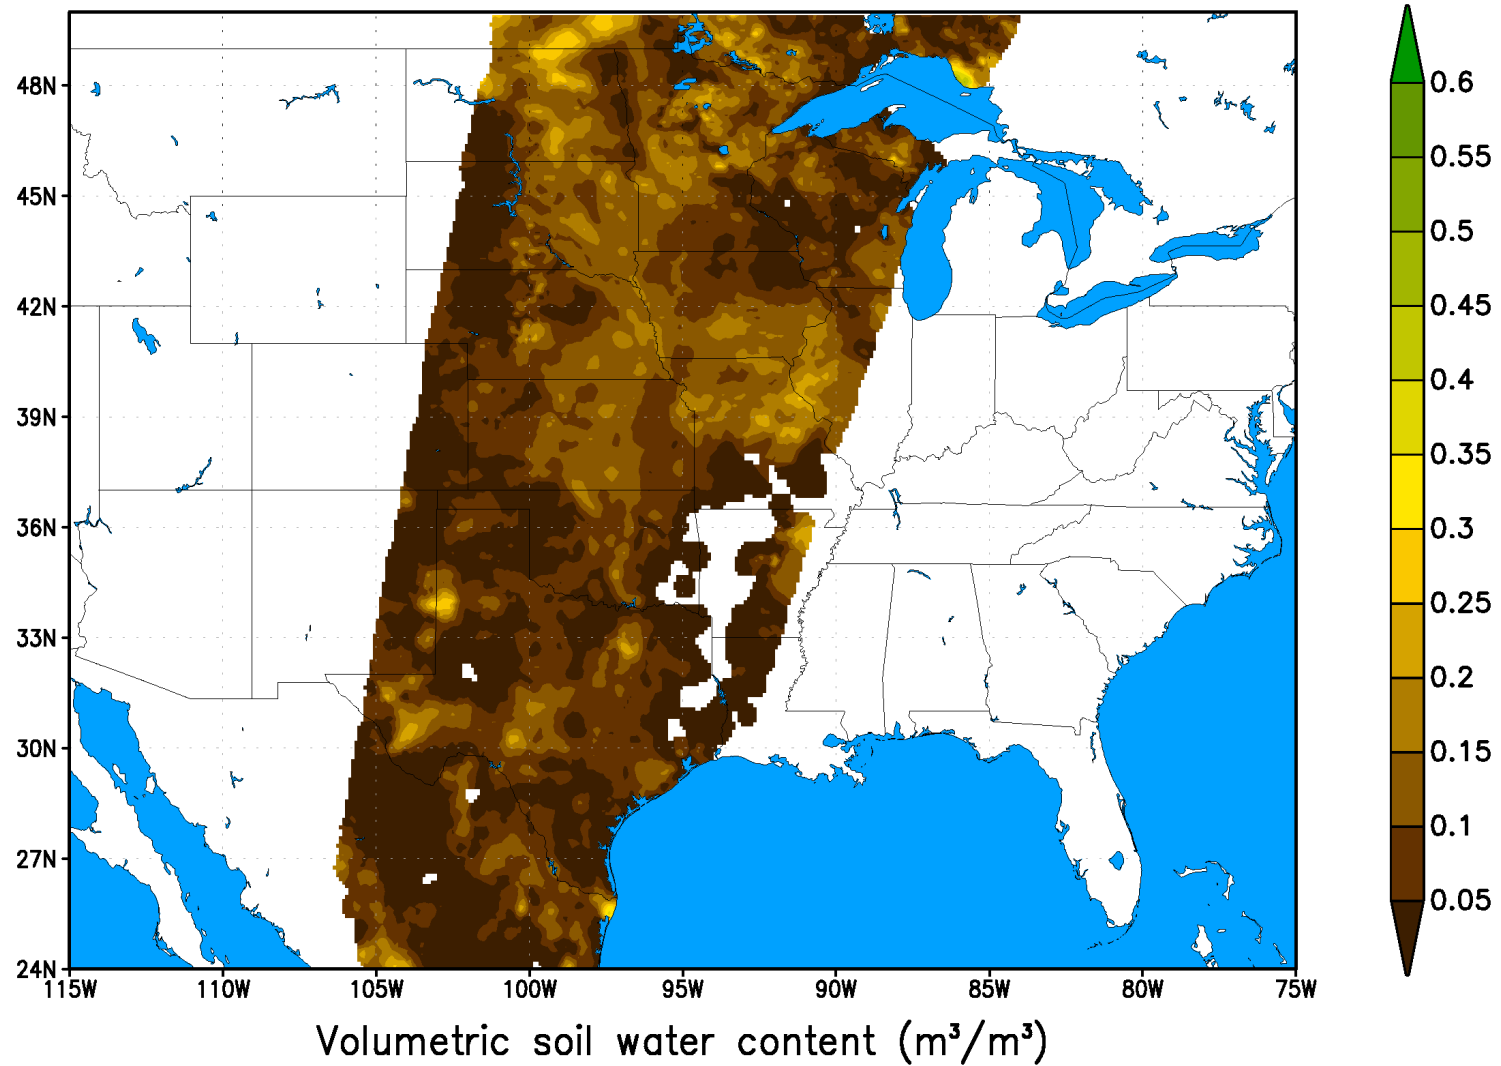 48N
45N
42N
39N
36N
33N
30N
27N
24N
115W 110W 105W 100W 95W 90W 85W 80W 75W
Volumetric soil water content (m³/m³)
0.6
0.55
0.5
0.45
0.4
0.35
0.3
0.25
0.2
0.15
0.1
0.05